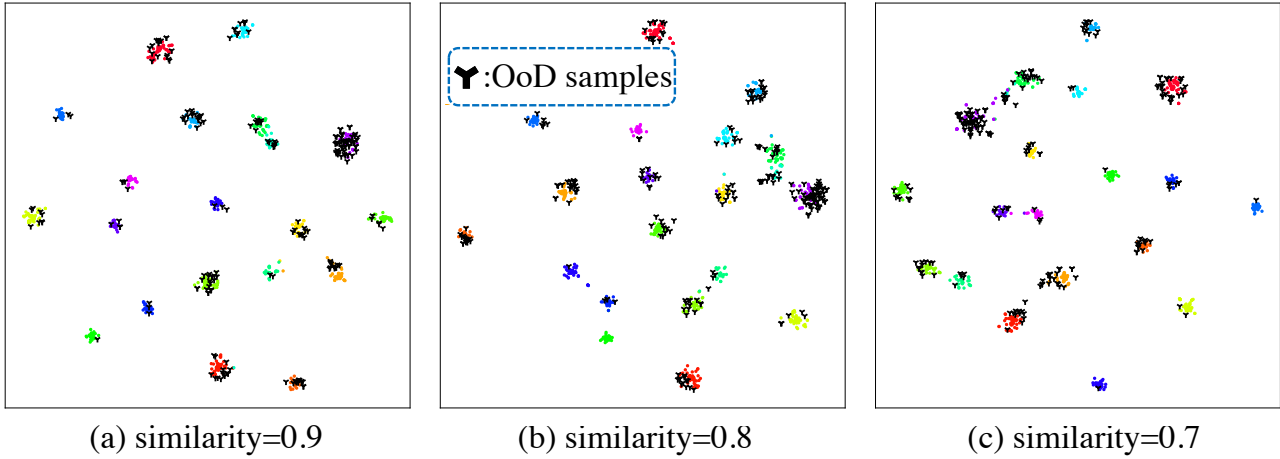 :OoD samples
(a) similarity=0.9
(b) similarity=0.8
(c) similarity=0.7